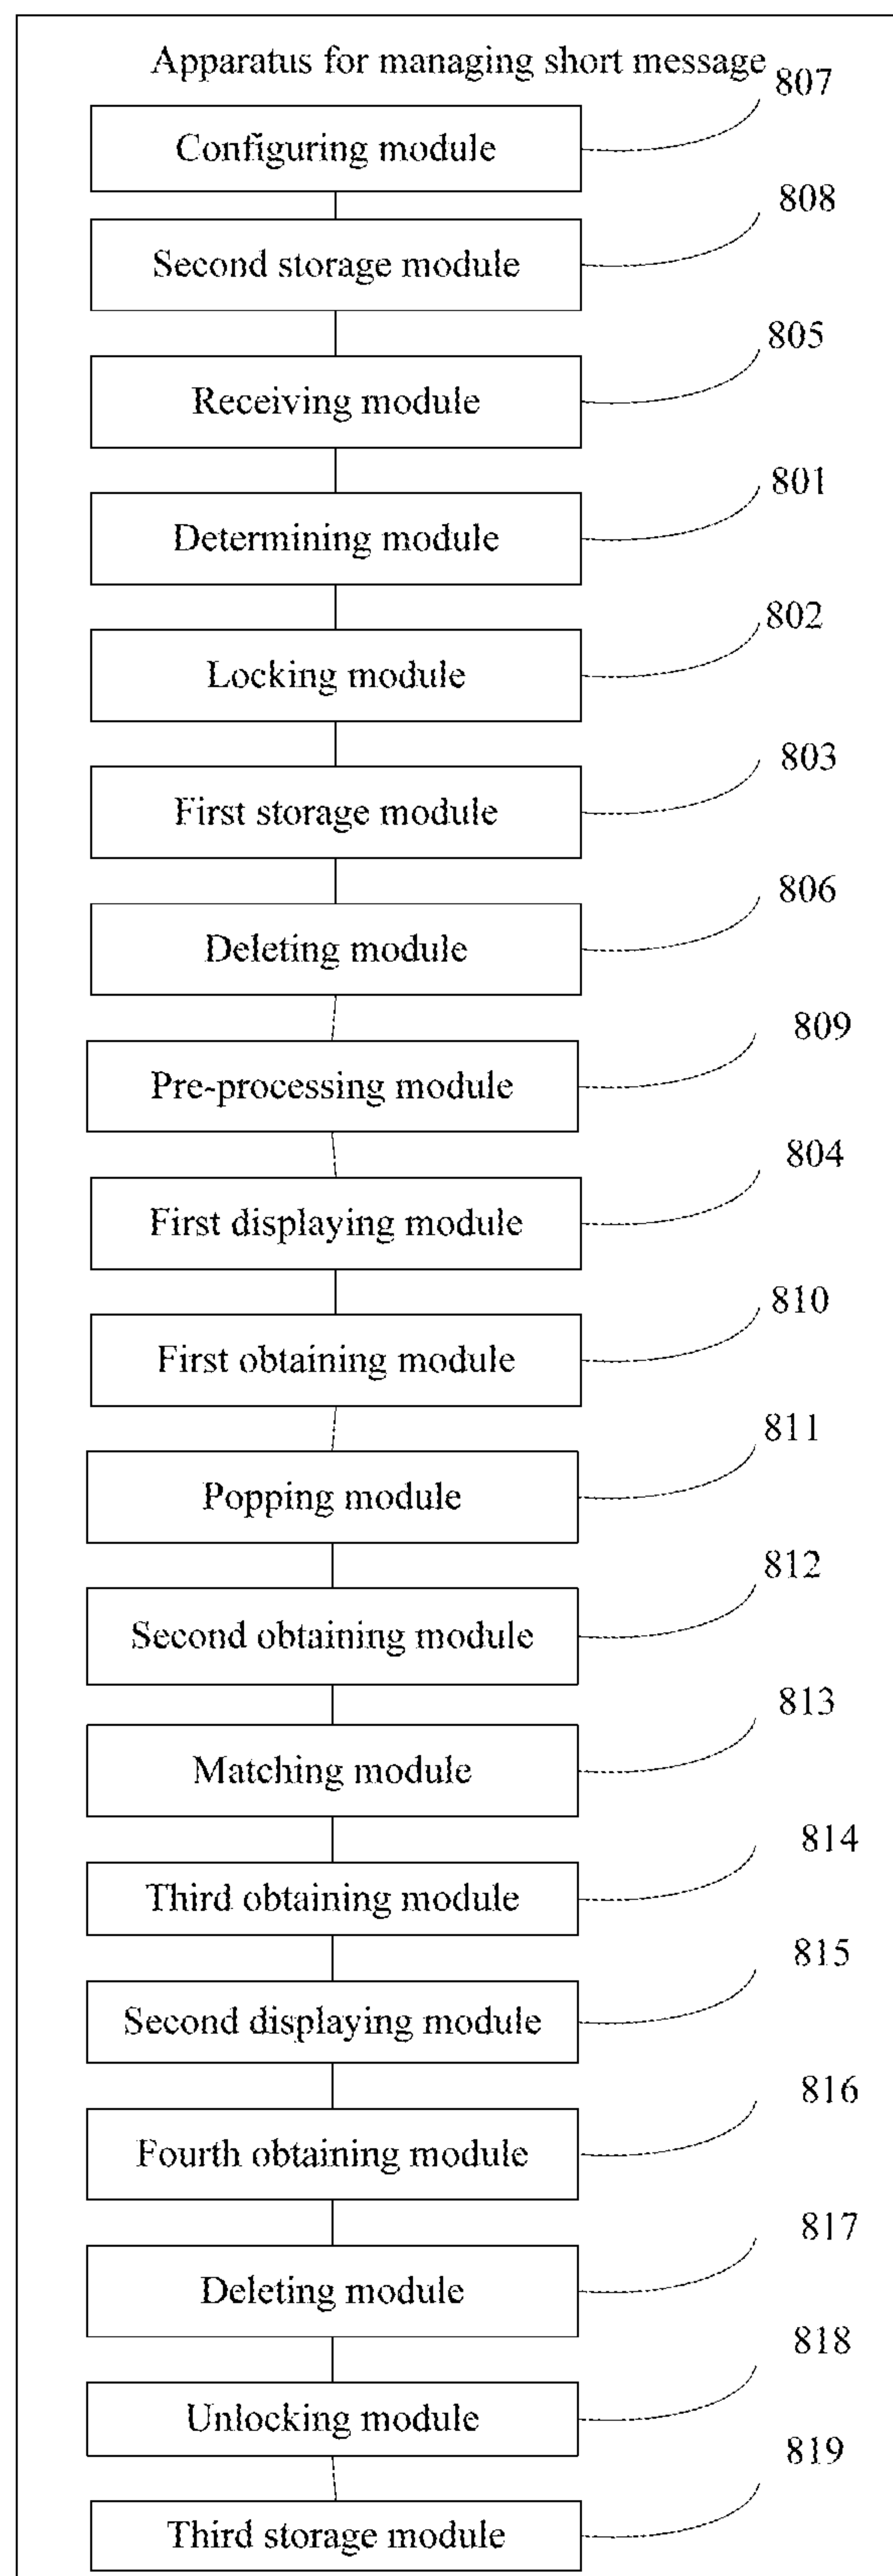 Apparatus for managing short message
807
Configuring module
808
Second storage module
805
Receiving module
801
Determining module
802
Locking module
803
First storage module
806
Deleting module
809
Pre-processing module
804
First displaying module
810
First obtaining module
811
Popping module
812
Second obtaining module
813
Matching module
814
Third obtaining module
815
Second displaying module
816
Fourth obtaining module
817
Deleting module
818
Unlocking module
819
Third storage module